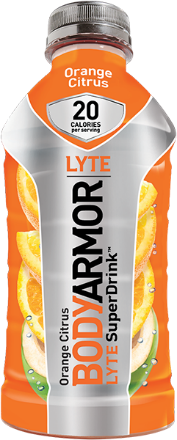 Orange
Citrus
20
CALORIES
per serving
LYTE
Orange Citrus
BODYARMOR
LYTE SuperDrink™